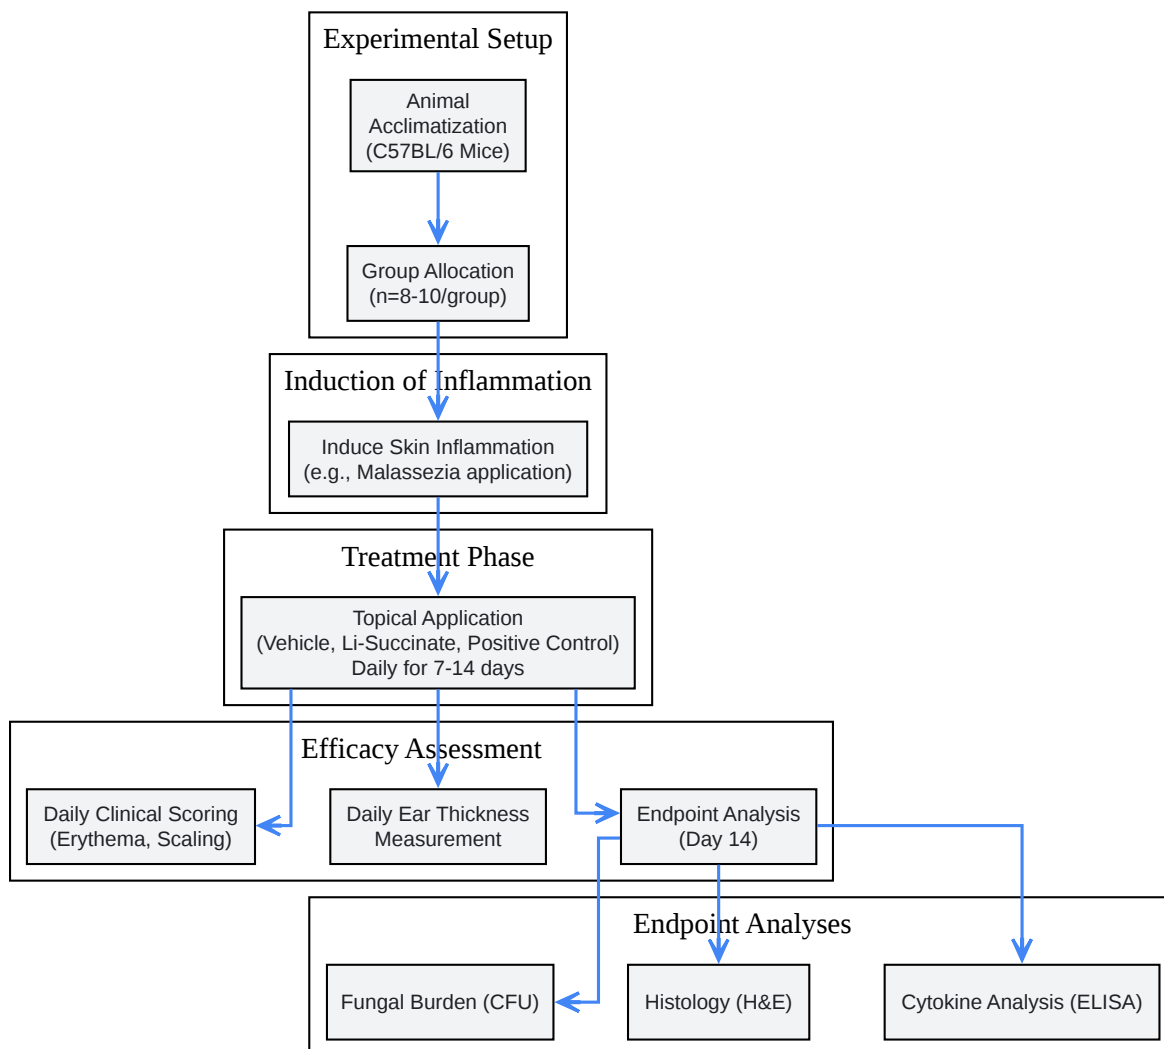 Experimental Setup
Animal
Acclimatization
(C57BL/6 Mice)
Group Allocation
(n=8-10/group)
Induction of Inflammation
Induce Skin Inflammation
(e.g., Malassezia application)
Treatment Phase
Topical Application
(Vehicle, Li-Succinate, Positive Control)
Daily for 7-14 days
Efficacy Assessment
Daily Clinical Scoring
(Erythema, Scaling)
Daily Ear Thickness
Measurement
Endpoint Analysis
(Day 14)
Endpoint Analyses
Fungal Burden (CFU)
Histology (H&E)
Cytokine Analysis (ELISA)